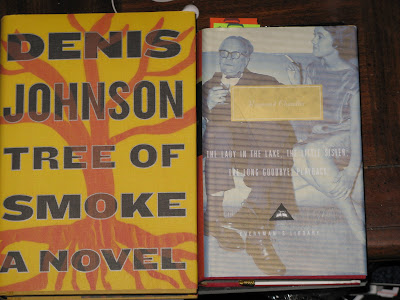 DENIS
JOHNSON
TREE OF
SMOKE
A NOVEL
THE LADY IN THE LAKE, THE LITTLE SISTER,
THE LONG GOODBYE, PLAYBACK
EVERYMAN'S LIBRARY